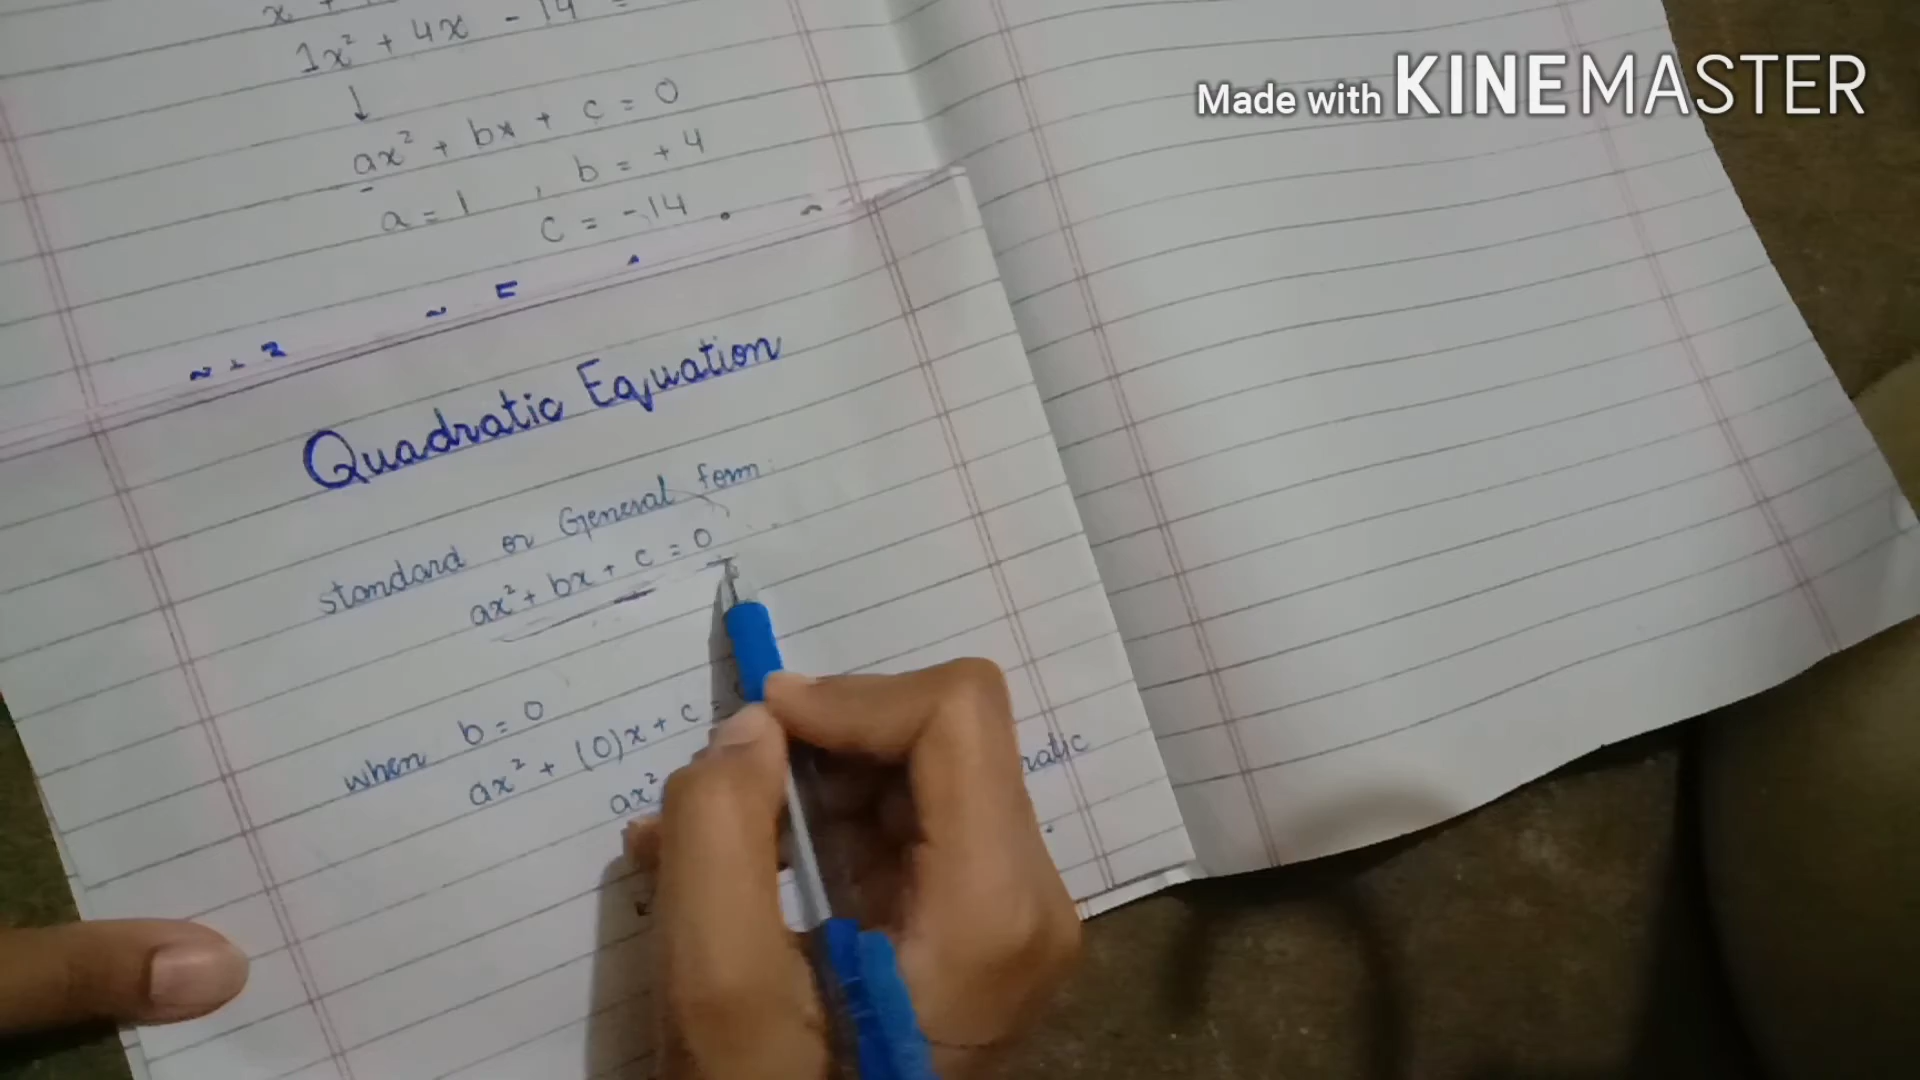 Made with KINEMASTER
1x² + 4x - 14 =
ax² + bx + c = 0
a = 1 , b = + 4
c = -14 .
Quadratic Equation
standard or General form:
ax² + bx + c = 0
when b = 0
ax² + (0)x + c =
ax²